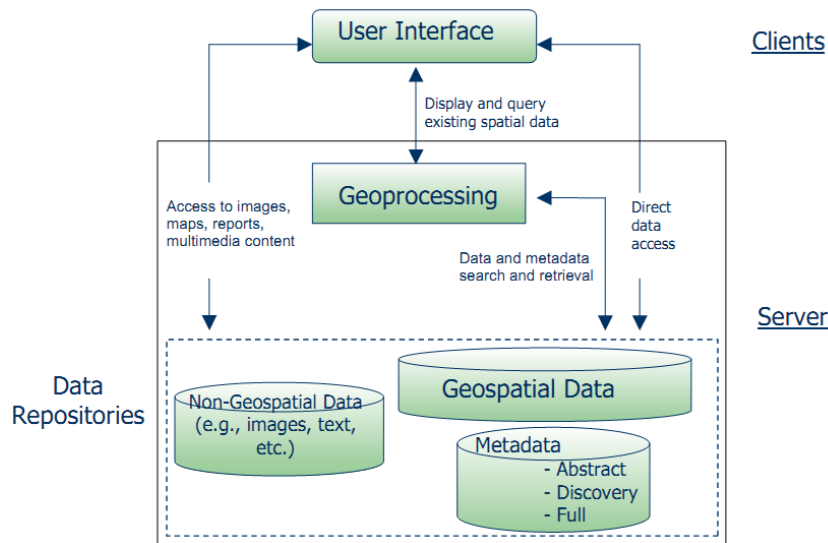 User Interface
Clients
Display and query
existing spatial data
Geoprocessing
Access to images,
maps, reports,
multimedia content
Direct
data
access
Data and metadata
search and retrieval
Server
Data
Repositories
Geospatial Data
Non-Geospatial Data
(e.g., images, text,
etc.)
Metadata
- Abstract
- Discovery
- Full